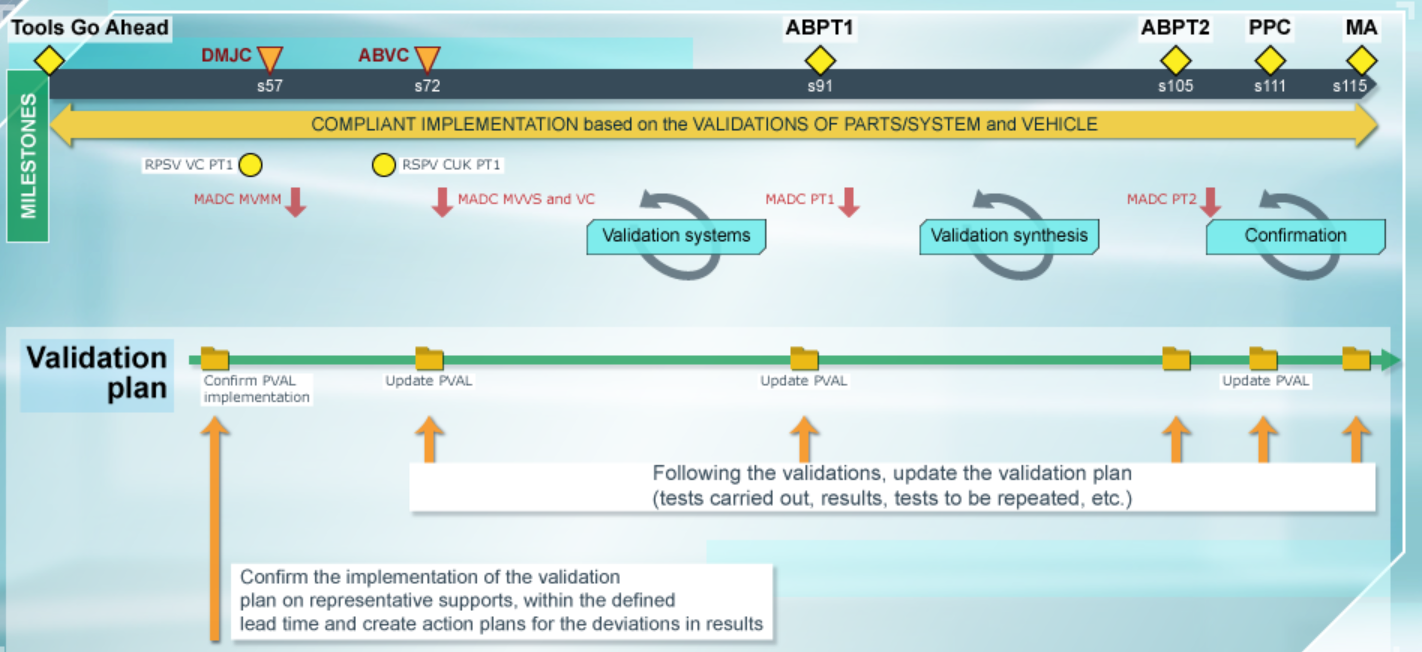 Tools Go Ahead
ABPT1
ABPT2
PPC
MA
DMJC
ABVC
s57
s72
s91
s105
s111
s115
MILESTONES
COMPLIANT IMPLEMENTATION based on the VALIDATIONS OF PARTS/SYSTEM and VEHICLE
RPSV VC PT1
RSPV CUK PT1
MADC MVMM
MADC MVVS and VC
MADC PT1
MADC PT2
Validation systems
Validation synthesis
Confirmation
Validation
plan
Confirm PVAL
implementation
Update PVAL
Update PVAL
Update PVAL
Following the validations, update the validation plan
(tests carried out, results, tests to be repeated, etc.)
Confirm the implementation of the validation
plan on representative supports, within the defined
lead time and create action plans for the deviations in results